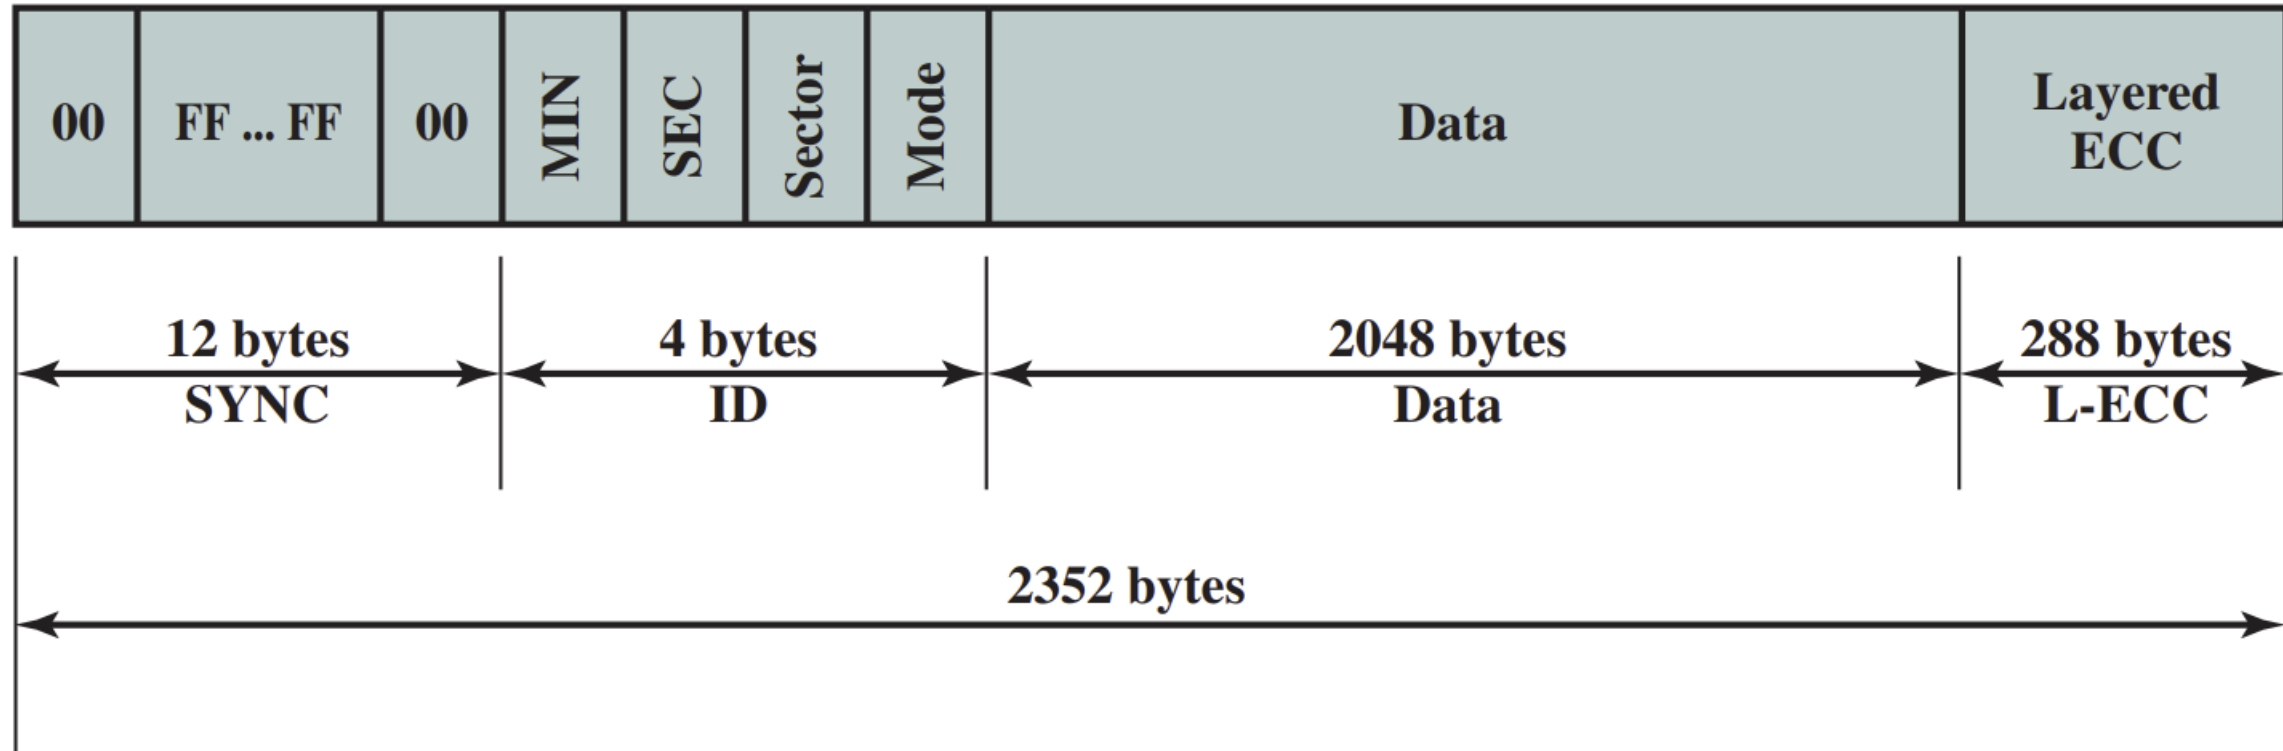 00
FF ... FF
00
MIN
SEC
Sector
Mode
Data
Layered
ECC
12 bytes
SYNC
4 bytes
ID
2048 bytes
Data
288 bytes
L-ECC
2352 bytes